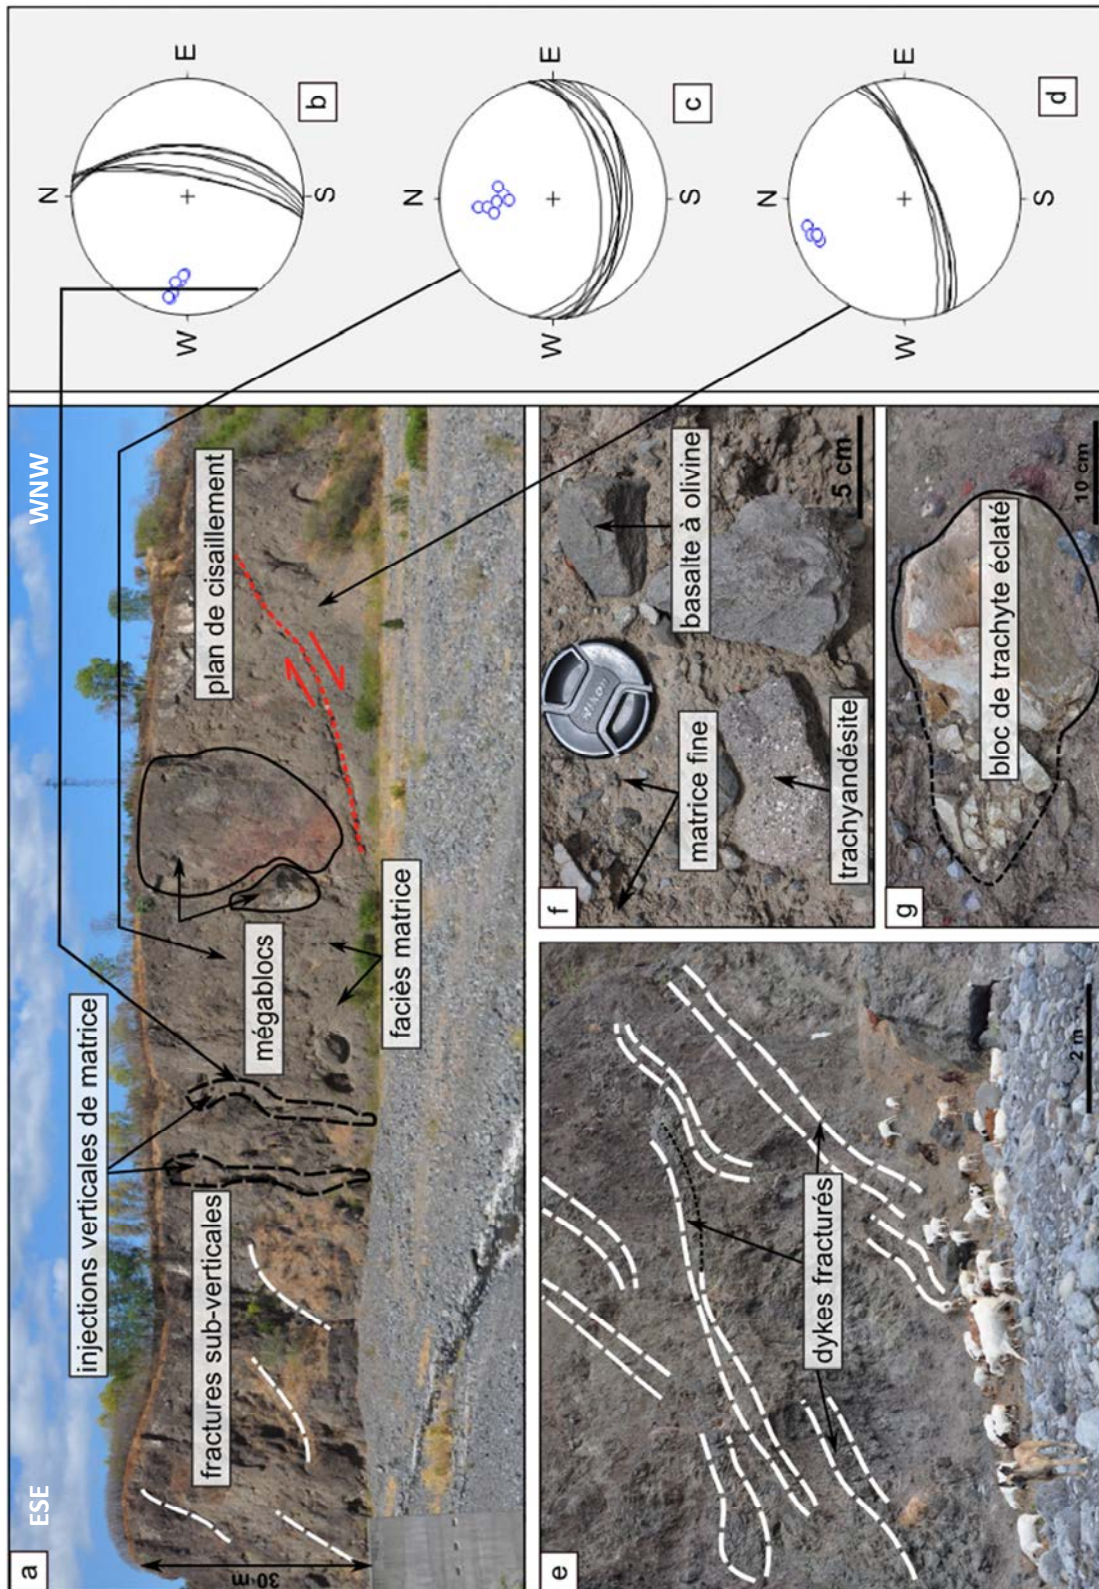 a
ESE
WNW
injections verticales de matrice
fractures sub-verticales
mégablocs
plan de cisaillement
faciès matrice
30 m
N
E
S
W
b
N
E
S
W
c
N
E
S
W
d
e
dykes fracturés
2 m
f
matrice fine
basalte à olivine
trachyandésite
5 cm
g
bloc de trachyte éclaté
10 cm